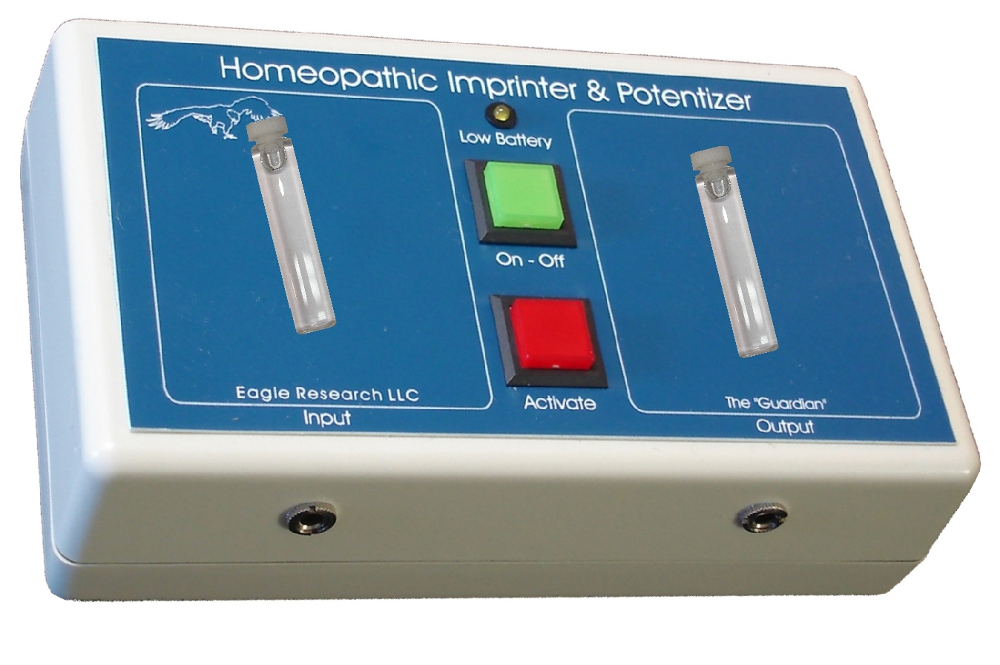 Homeopathic Imprinter & Potentizer
Low Battery
On - Off
Activate
Eagle Research LLC
Input
The "Guardian"
Output